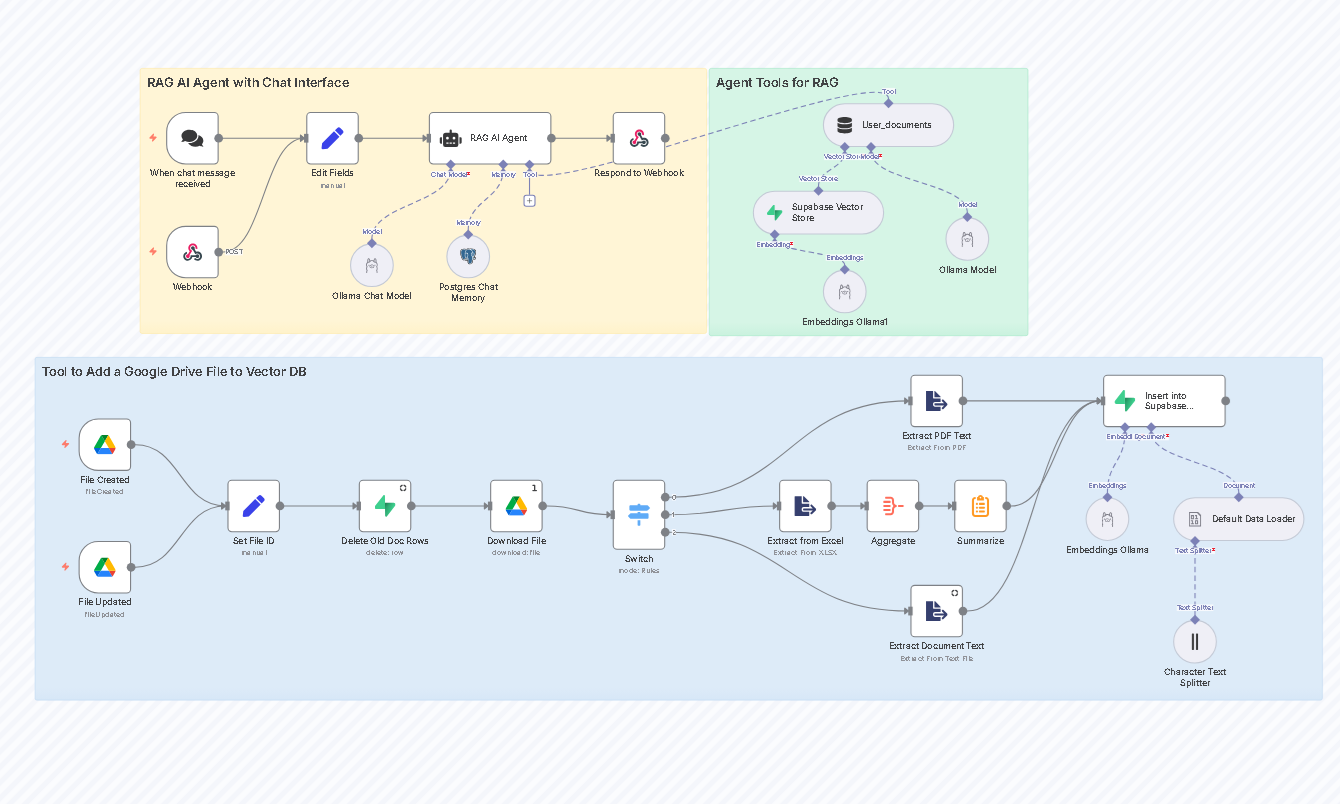 RAG AI Agent with Chat Interface
When chat message
received
Edit Fields
manual
RAG AI Agent
Chat Model*
Memory
Tool
+
Respond to Webhook
Webhook
POST
Model
Ollama Chat Model
Memory
Postgres Chat
Memory
Agent Tools for RAG
Tool
User_documents
Vector Stor
Model*
Vector Store
Supabase Vector
Store
Embedding*
Embeddings
Embeddings Ollama1
Model
Ollama Model
Tool to Add a Google Drive File to Vector DB
File Created
fileCreated
File Updated
fileUpdated
Set File ID
manual
Delete Old Doc Rows
delete: row
1
Download File
download: file
Switch
mode: Rules
0
1
2
Extract PDF Text
Extract From PDF
Extract from Excel
Extract From XLSX
Aggregate
Summarize
Extract Document Text
Extract From Text File
Insert into
Supabase...
Embeddi
Document*
Embeddings
Embeddings Ollama
Document
01
10
Default Data Loader
Text Splitter*
Text Splitter
Character Text
Splitter